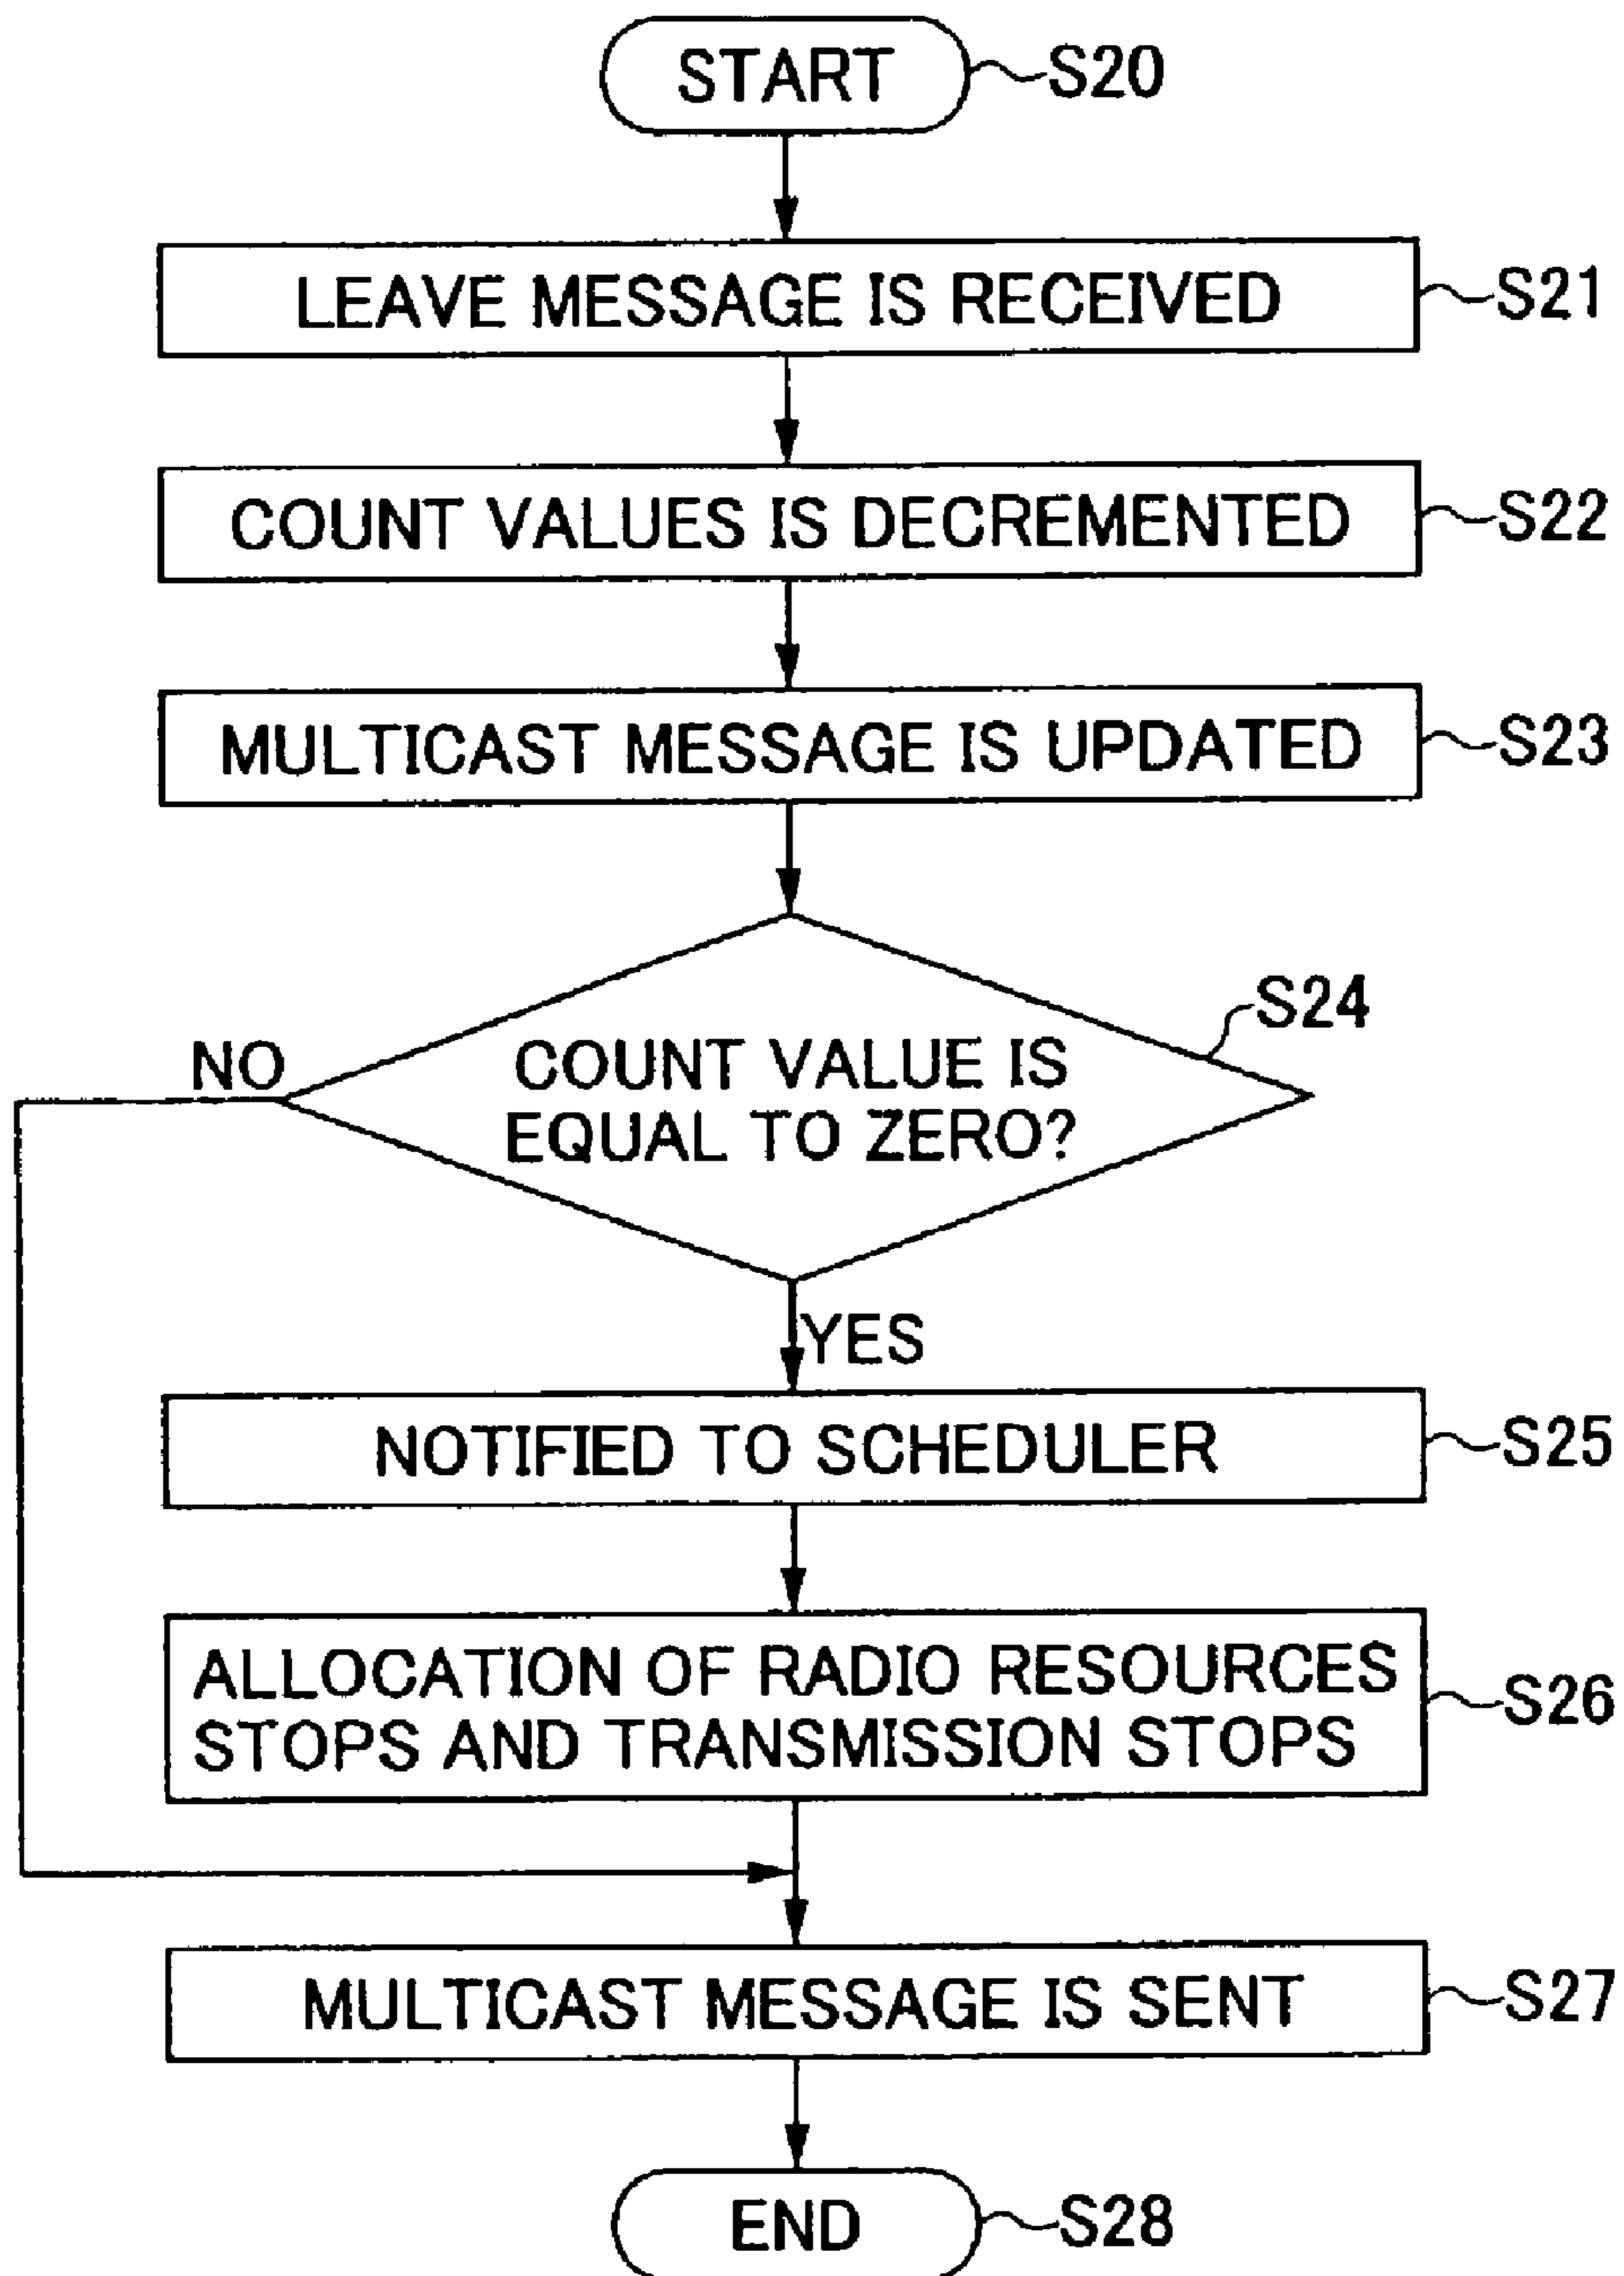 START
S20
LEAVE MESSAGE IS RECEIVED
S21
COUNT VALUES IS DECREMENTED
S22
MULTICAST MESSAGE IS UPDATED
S23
S24
NO
COUNT VALUE IS
EQUAL TO ZERO?
YES
NOTIFIED TO SCHEDULER
S25
ALLOCATION OF RADIO RESOURCES
STOPS AND TRANSMISSION STOPS
S26
MULTICAST MESSAGE IS SENT
S27
END
S28